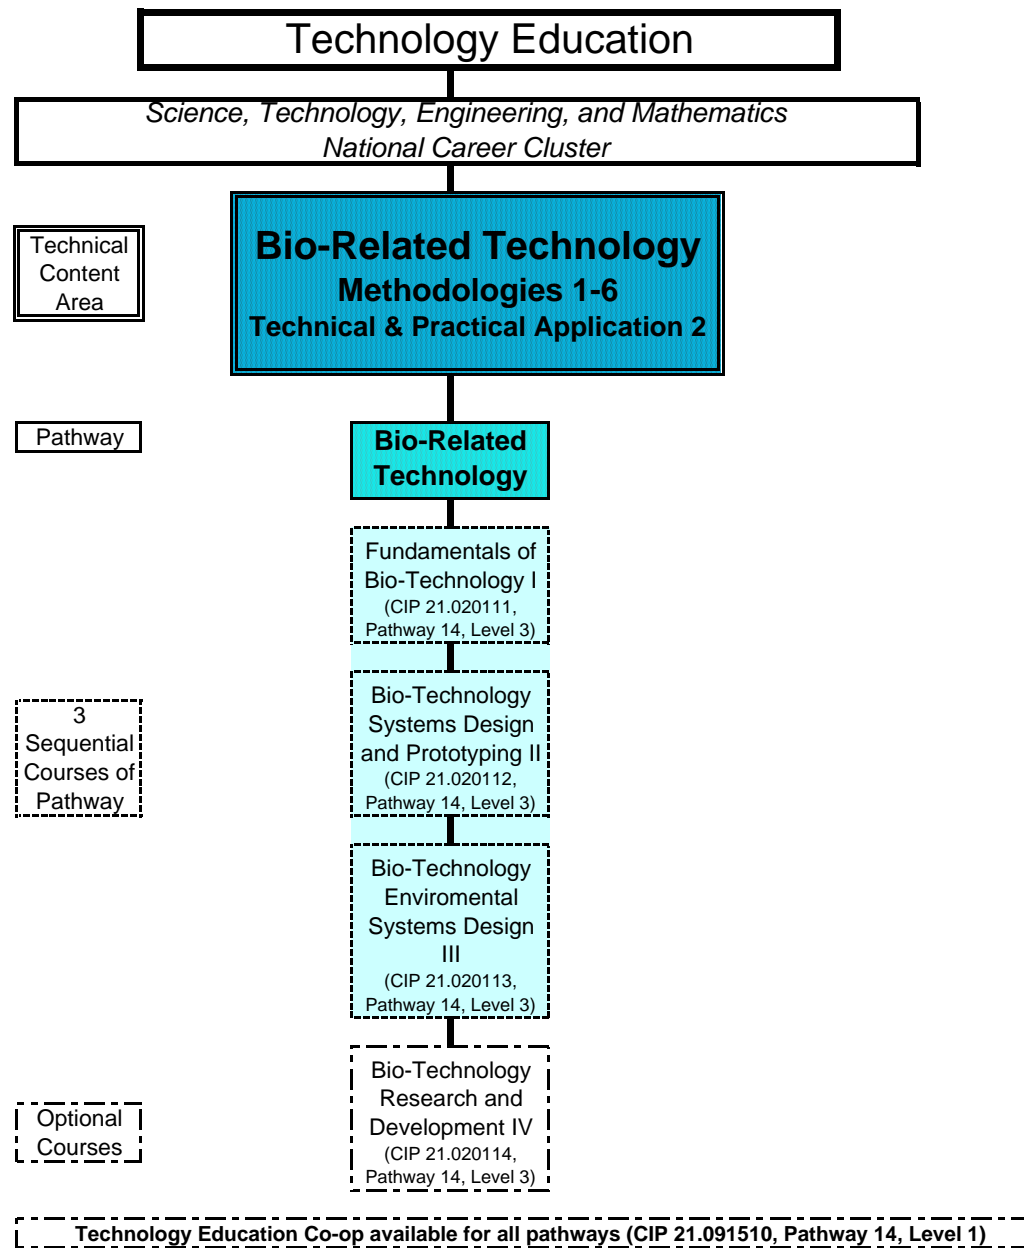 Technology Education
Science, Technology, Engineering, and Mathematics
National Career Cluster
Technical
Content
Area
Bio-Related Technology
Methodologies 1-6
Technical & Practical Application 2
Pathway
Bio-Related
Technology
Fundamentals of
Bio-Technology I
(CIP 21.020111,
Pathway 14, Level 3)
3
Sequential
Courses of
Pathway
Bio-Technology
Systems Design
and Prototyping II
(CIP 21.020112,
Pathway 14, Level 3)
Bio-Technology
Enviromental
Systems Design
III
(CIP 21.020113,
Pathway 14, Level 3)
Optional
Courses
Bio-Technology
Research and
Development IV
(CIP 21.020114,
Pathway 14, Level 3)
Technology Education Co-op available for all pathways (CIP 21.091510, Pathway 14, Level 1)